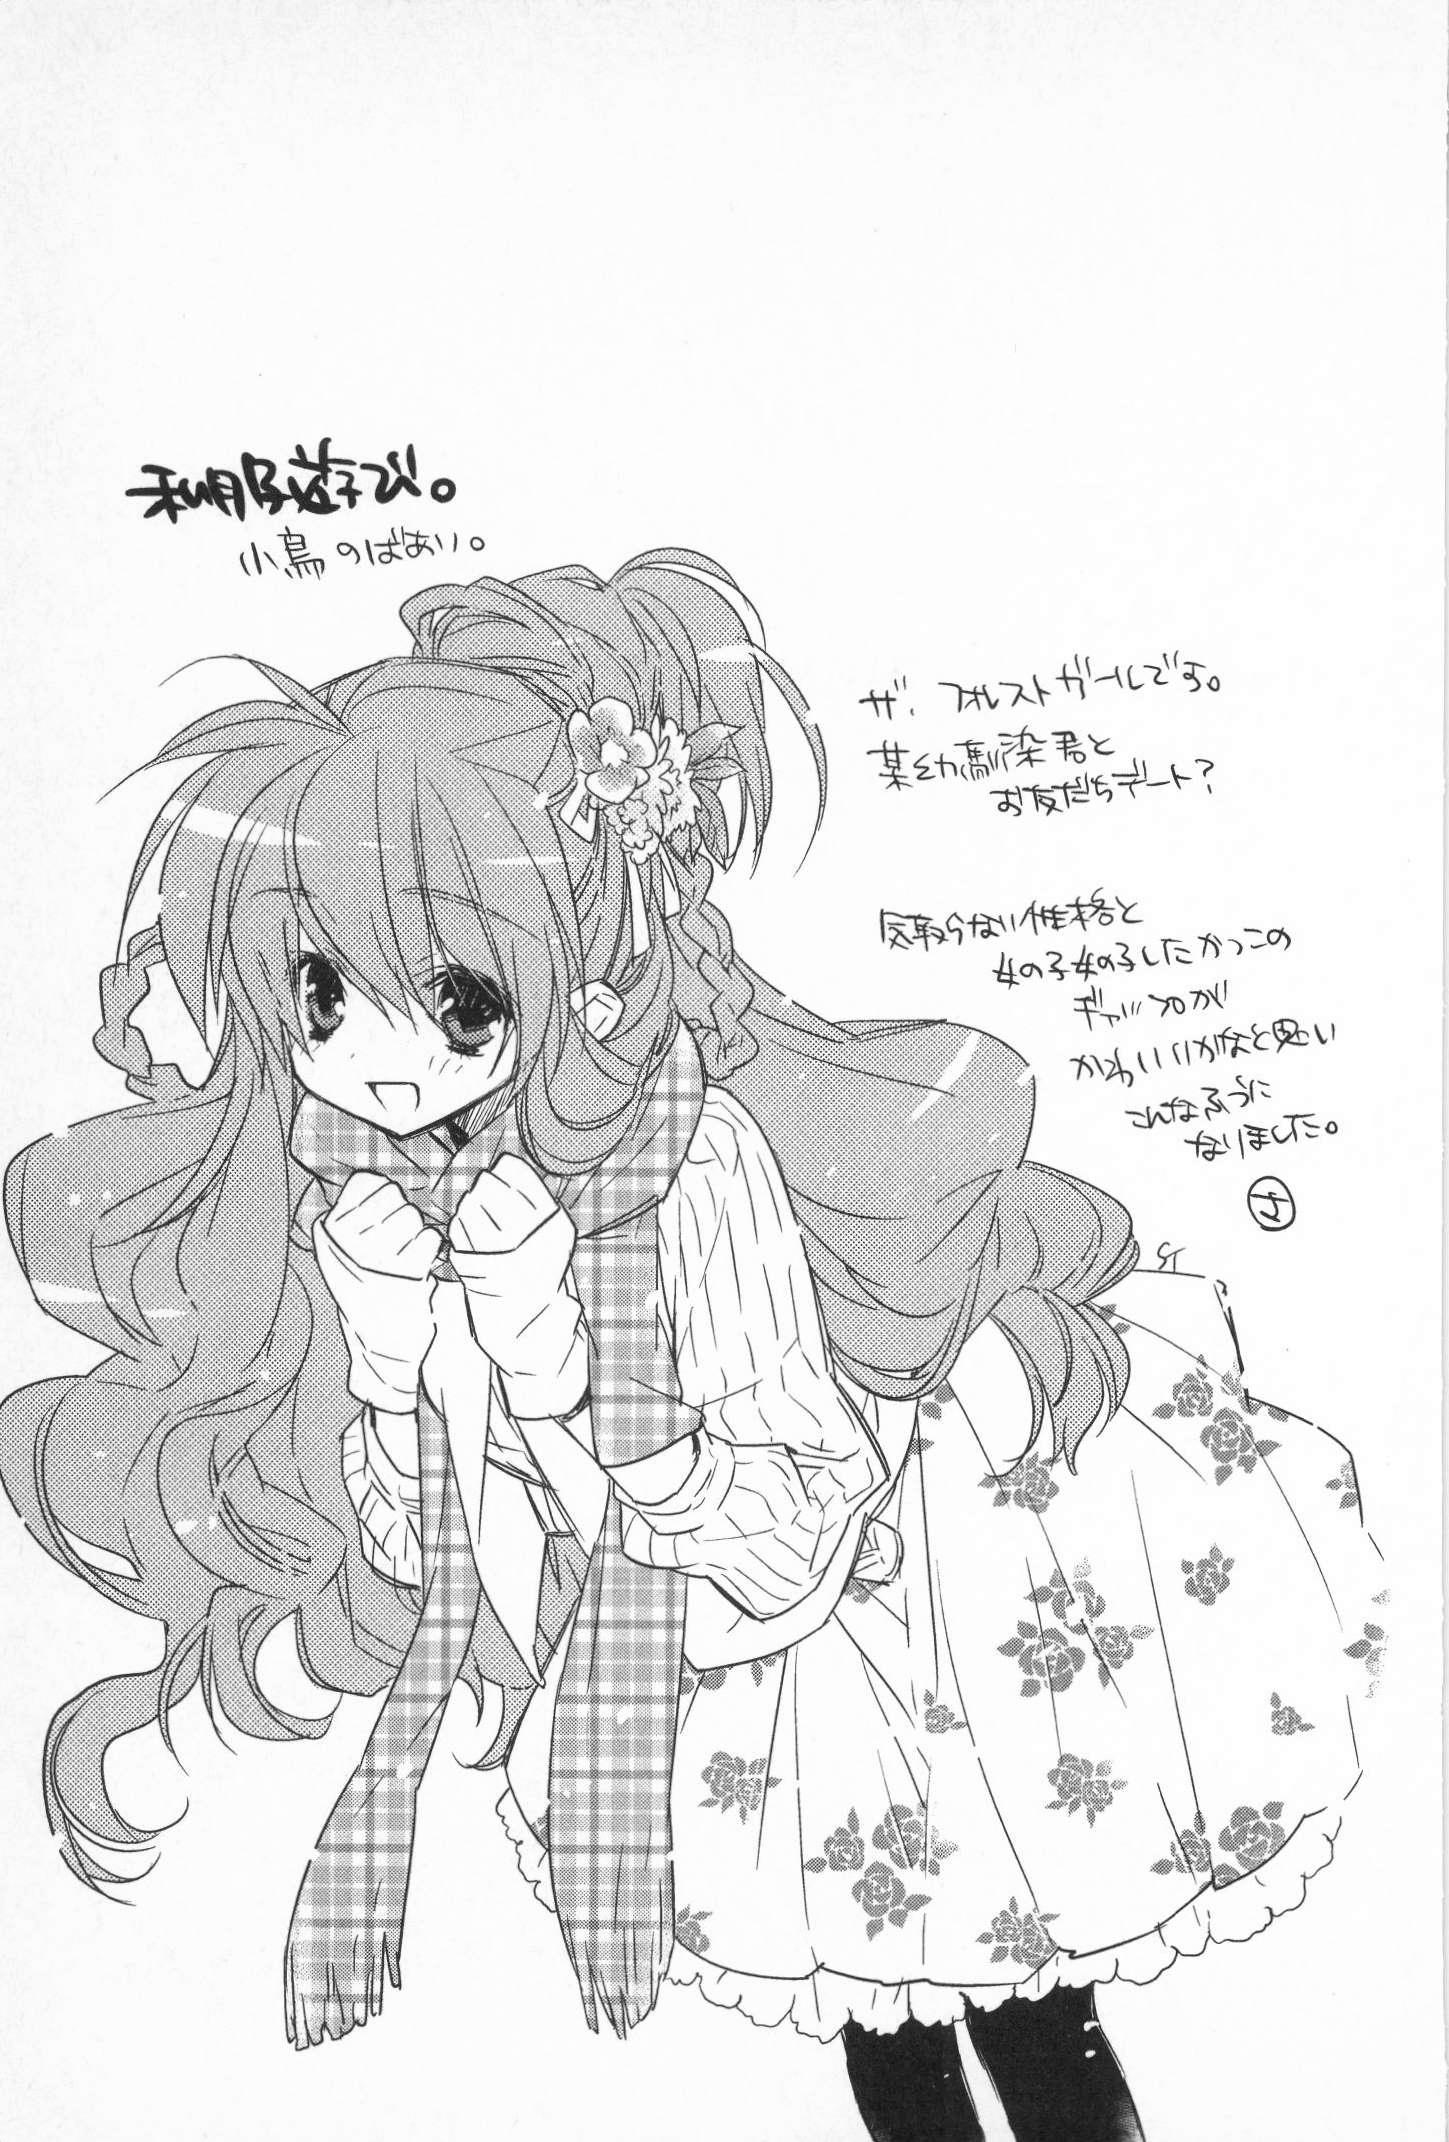 私服遊び。
小鳥のばあい。
ザ、フォレストガールです。
某幼馴染君と
お友だちデート?
気取らない性格と
女の子女の子したかっこの
ギャップが
かわいいかなと思い
こんなふうに
なりました。